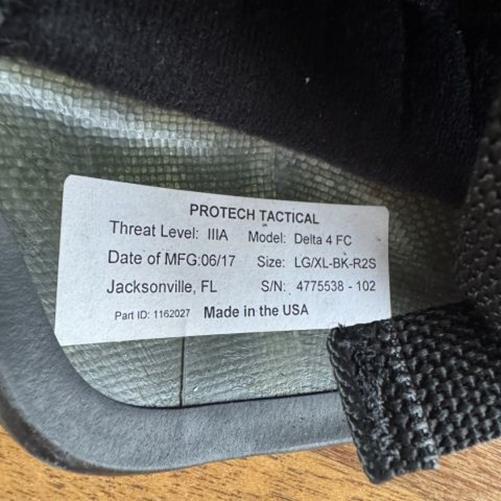 PROTECH TACTICAL
Threat Level: IIIA Model: Delta 4 FC
Date of MFG:06/17 Size: LG/XL-BK-R2S
Jacksonville, FL S/N: 4775538 - 102
Part ID: 1162027 Made in the USA